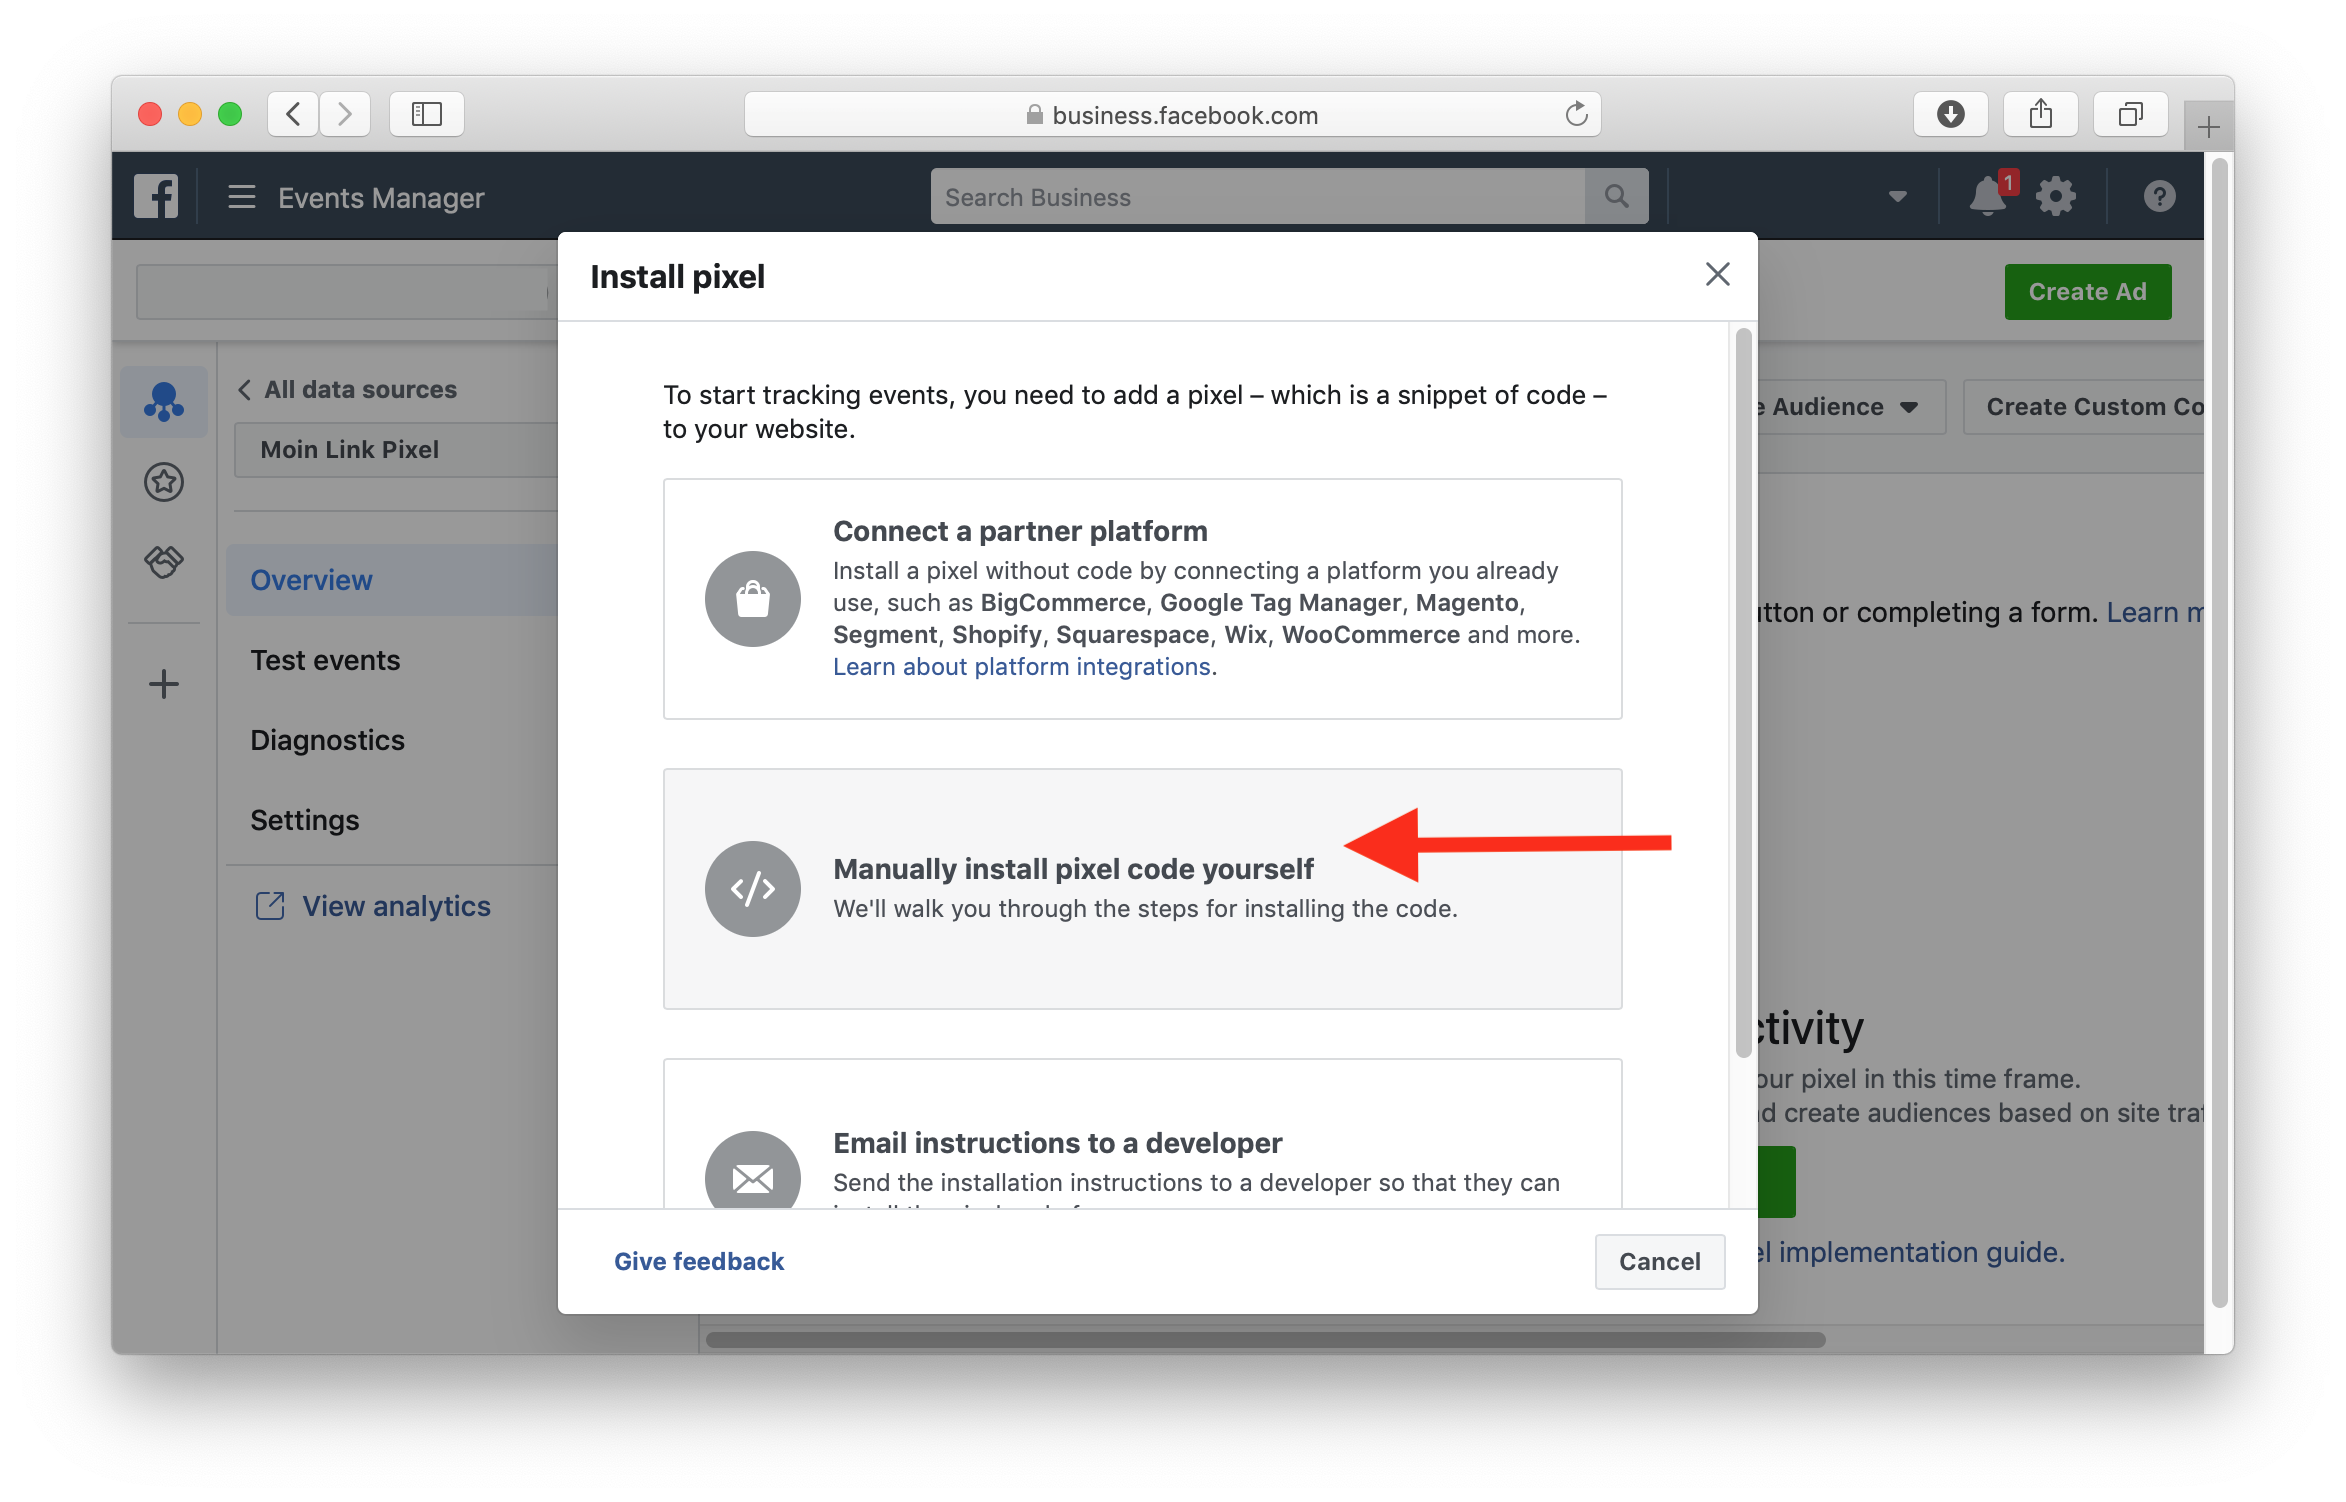 business.facebook.com
Events Manager
Search Business
1
Install pixel
Create Ad
All data sources
Audience
Create Custom Co
Moin Link Pixel
To start tracking events, you need to add a pixel – which is a snippet of code –
to your website.
Connect a partner platform
Install a pixel without code by connecting a platform you already
use, such as BigCommerce, Google Tag Manager, Magento,
Segment, Shopify, Squarespace, Wix, WooCommerce and more.
Learn about platform integrations.
Overview
Test events
Diagnostics
Settings
View analytics
or completing a form. Learn
Manually install pixel code yourself
We'll walk you through the steps for installing the code.
Email instructions to a developer
Send the installation instructions to a developer so that they can
pixel in this time frame.
create audiences based on site
implementation guide.
Give feedback
Cancel